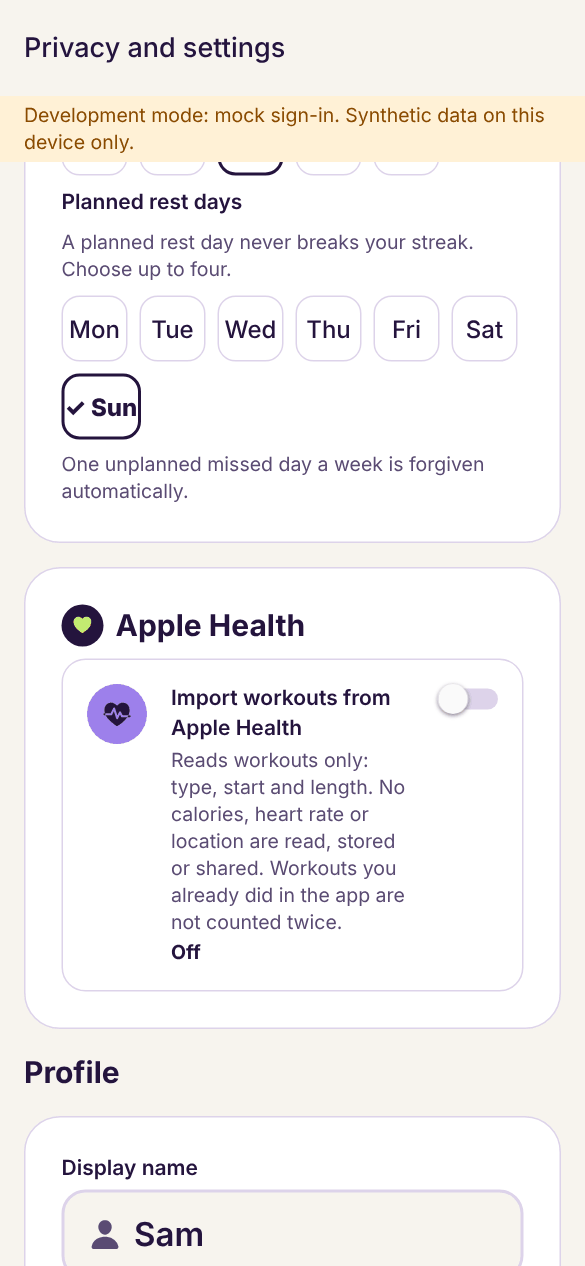 Privacy and settings
Development mode: mock sign-in. Synthetic data on this
device only.
Planned rest days
A planned rest day never breaks your streak.
Choose up to four.
Mon Tue Wed Thu Fri Sat
Sun
One unplanned missed day a week is forgiven
automatically.
Apple Health
Import workouts from
Apple Health
Reads workouts only:
type, start and length. No
calories, heart rate or
location are read, stored
or shared. Workouts you
already did in the app are
not counted twice.
Off
Profile
Display name
Sam